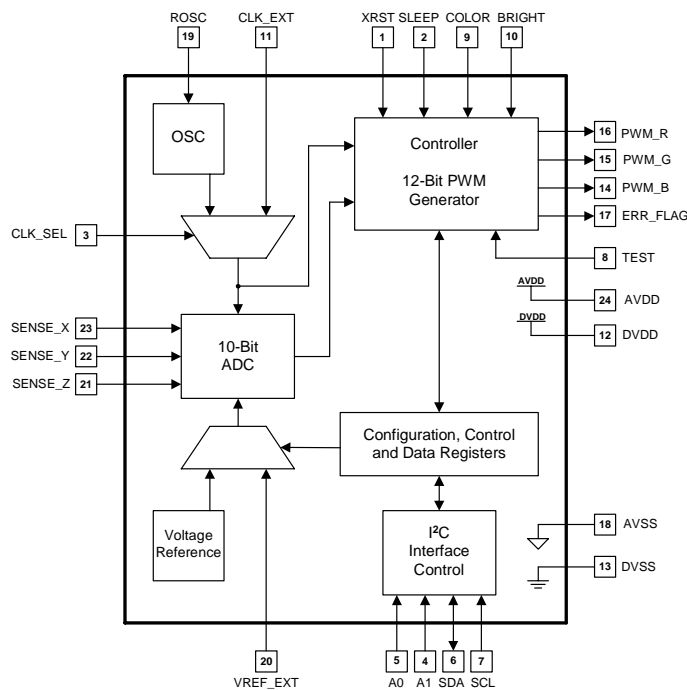 ROSC CLK_EXT XRST SLEEP COLOR BRIGHT
19 11 1 2 9 10
OSC
Controller
12-Bit PWM
Generator
16 PWM_R
15 PWM_G
14 PWM_B
17 ERR_FLAG
CLK_SEL 3
8 TEST
AVDD
24 AVDD
DVDD
12 DVDD
SENSE_X 23
SENSE_Y 22
SENSE_Z 21
10-Bit
ADC
Configuration, Control
and Data Registers
Voltage
Reference
I²C
Interface
Control
18 AVSS
13 DVSS
20 5 4 6 7
VREF_EXT A0 A1 SDA SCL